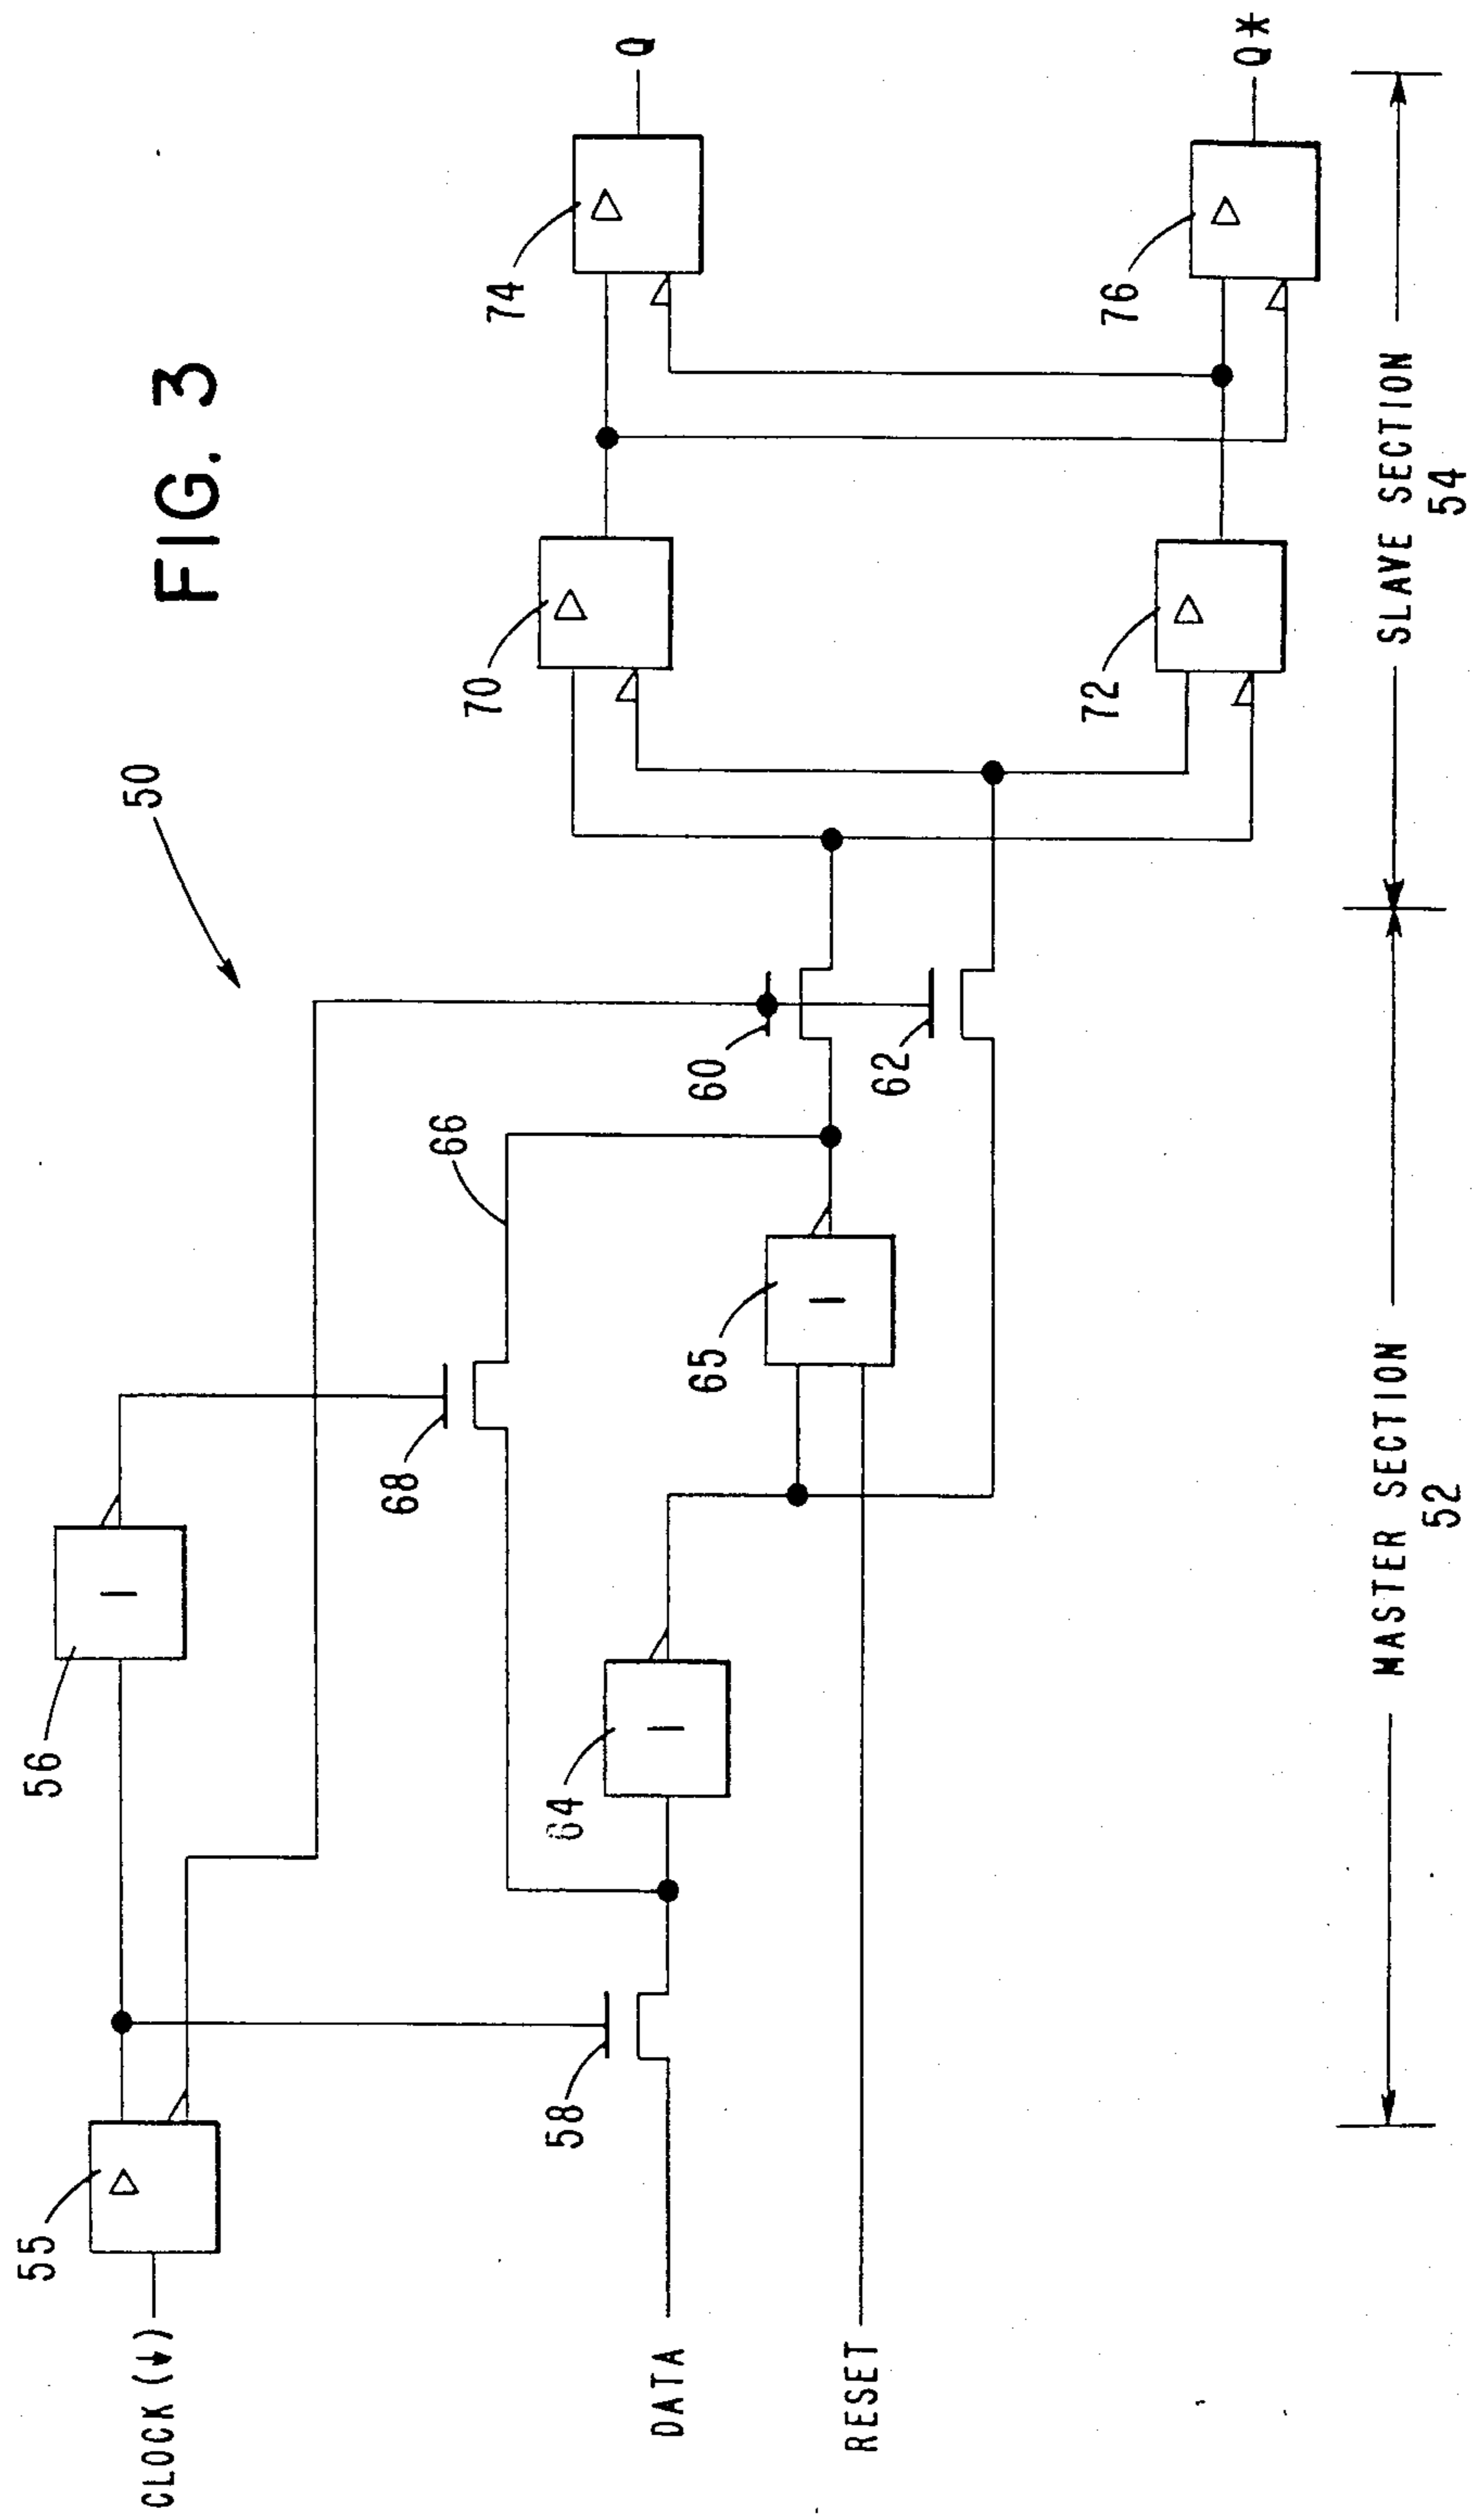 FIG. 3
50
55
56
CLOCK (↓)
68
66
58
64
65
60
62
DATA
RESET
70
74
Q
72
76
Q*
MASTER SECTION
52
SLAVE SECTION
54